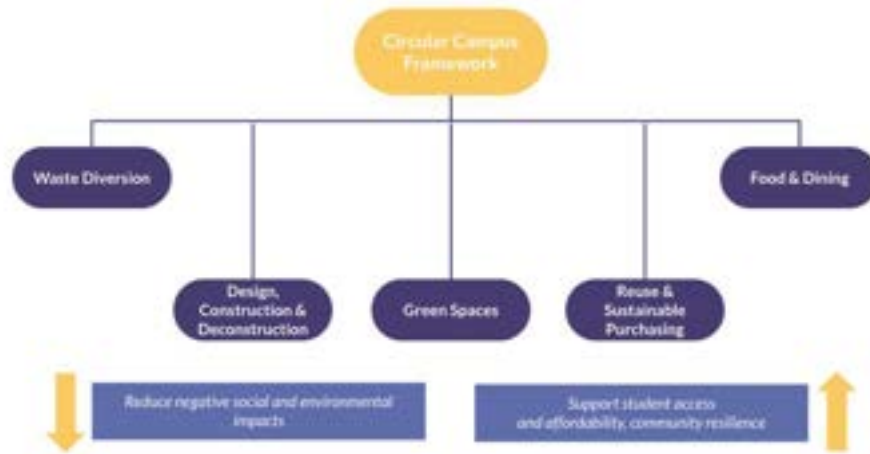 Circular Campus
Framework
Waste Diversion
Food & Dining
Design,
Construction &
Deconstruction
Green Spaces
Reuse &
Sustainable
Purchasing
Reduce negative social and environmental
impacts
Support student access
and affordability, community resilience